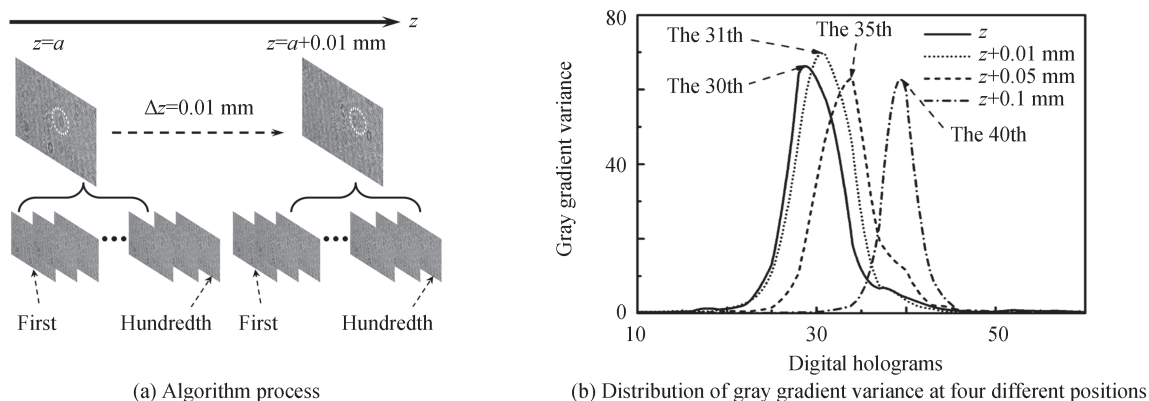 z
z=a
z=a+0.01 mm
Δz=0.01 mm
First
Hundredth
First
Hundredth
(a) Algorithm process
80
40
0
Gray gradient variance
The 31th
The 35th
The 30th
The 40th
z
z+0.01 mm
z+0.05 mm
z+0.1 mm
10
30
50
Digital holograms
(b) Distribution of gray gradient variance at four different positions